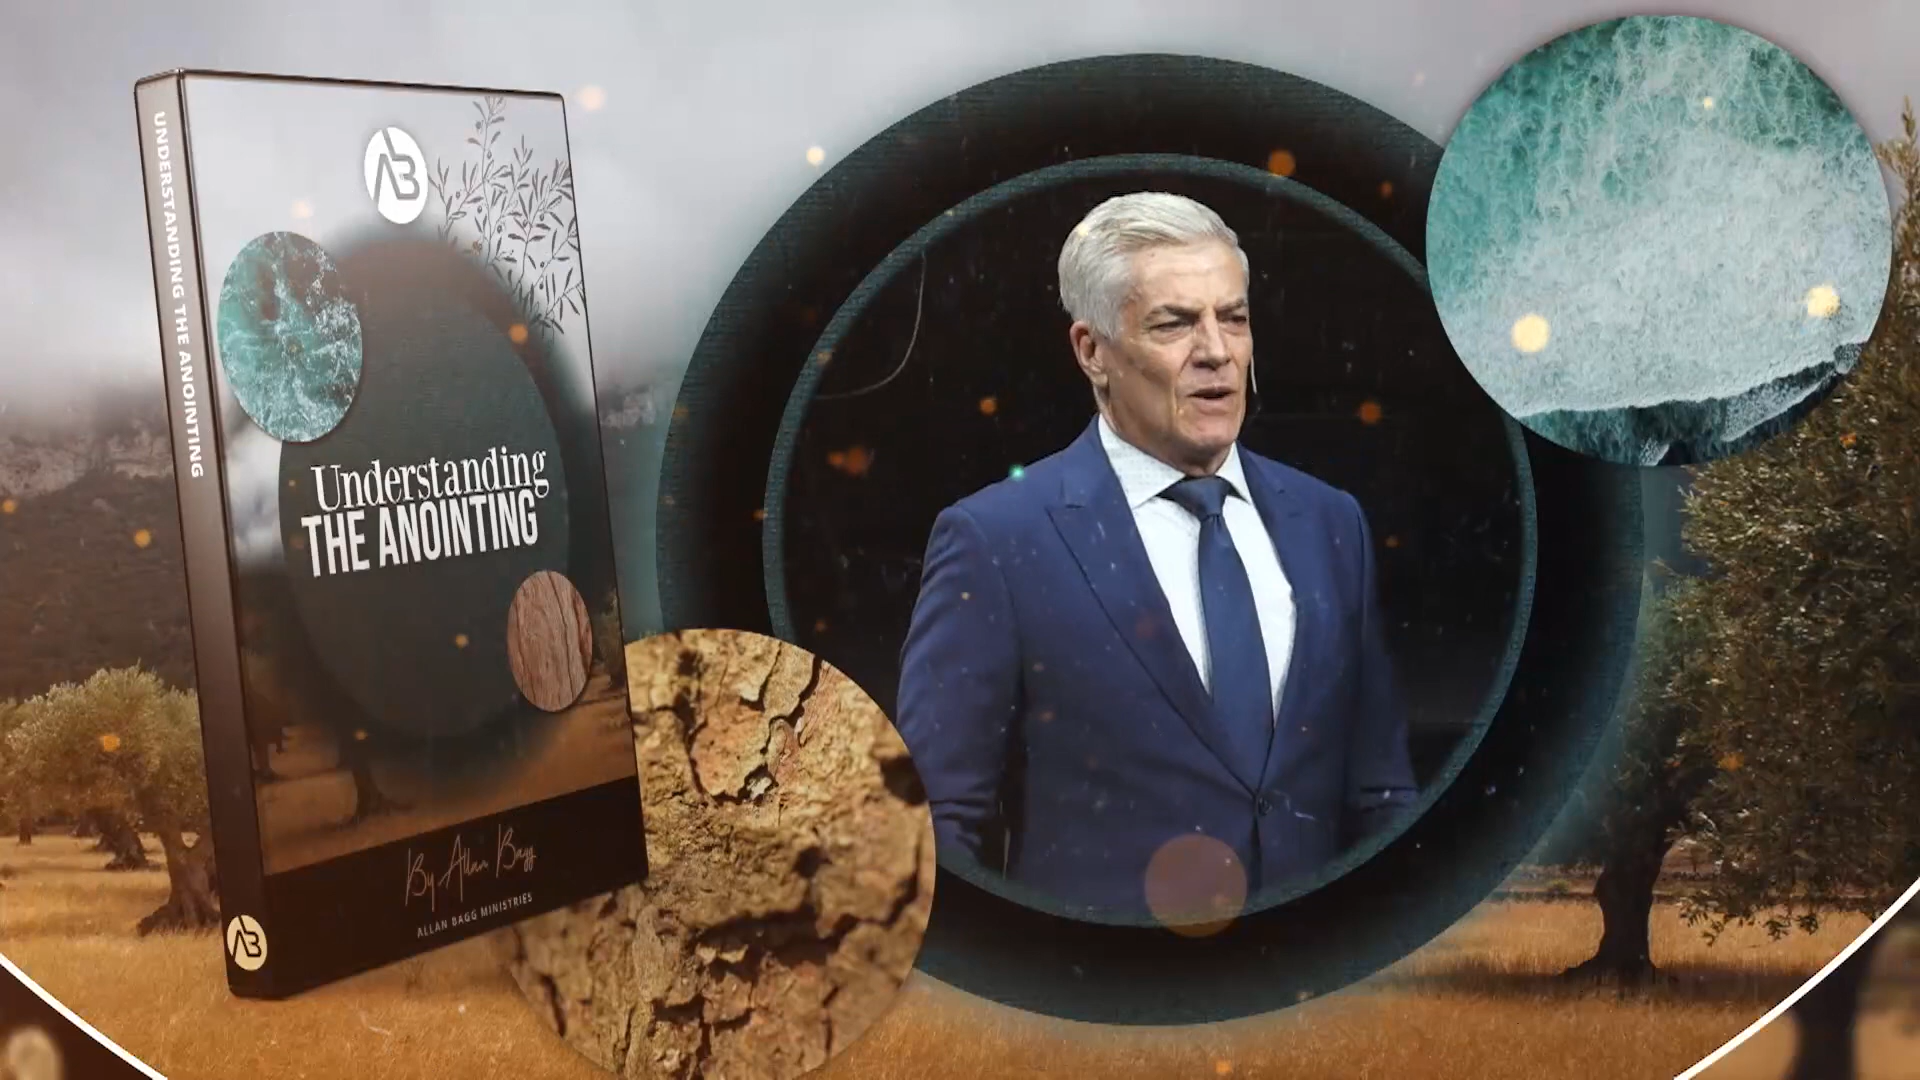 UNDERSTANDING THE ANOINTING
AB
Understanding
THE ANOINTING
By Allan Bagg
ALLAN BAGG MINISTRIES
AB